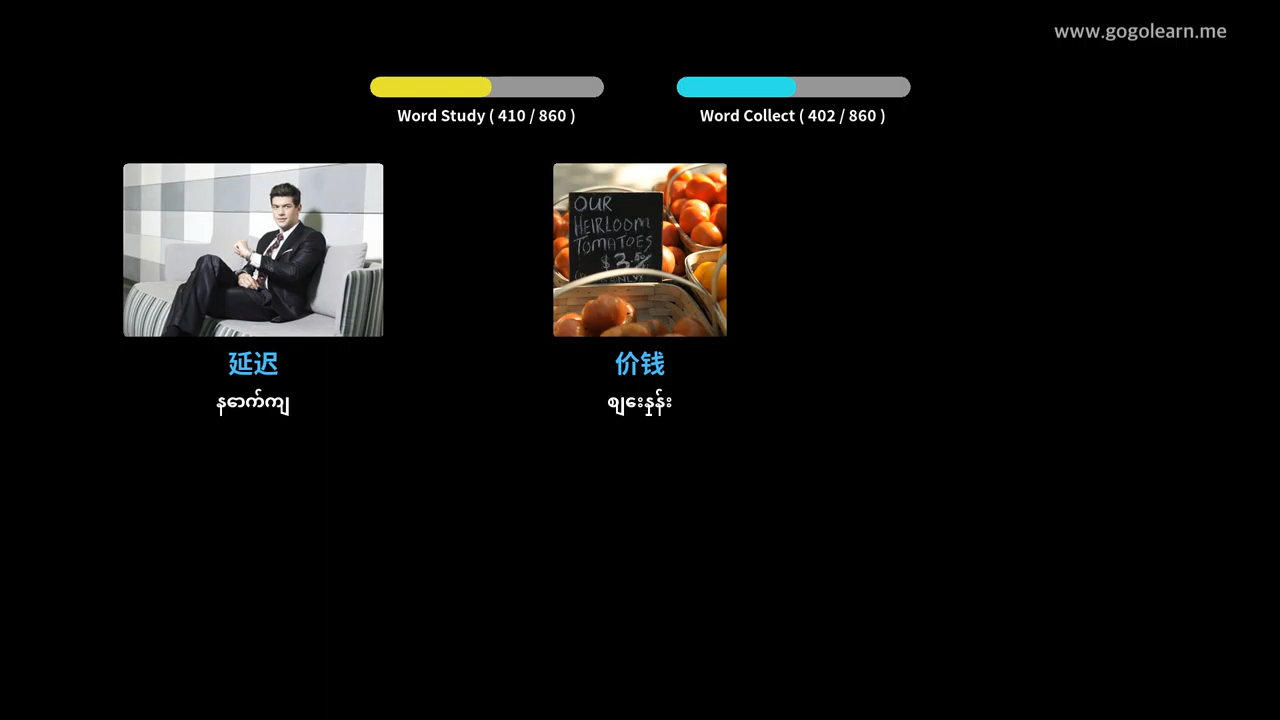 www.gogolearn.me
Word Study ( 410 / 860 )
Word Collect ( 402 / 860 )
OUR
HEIRLOOM
TOMATOES
延迟
价钱
နောက်ကျ
ဈေးနှုန်း